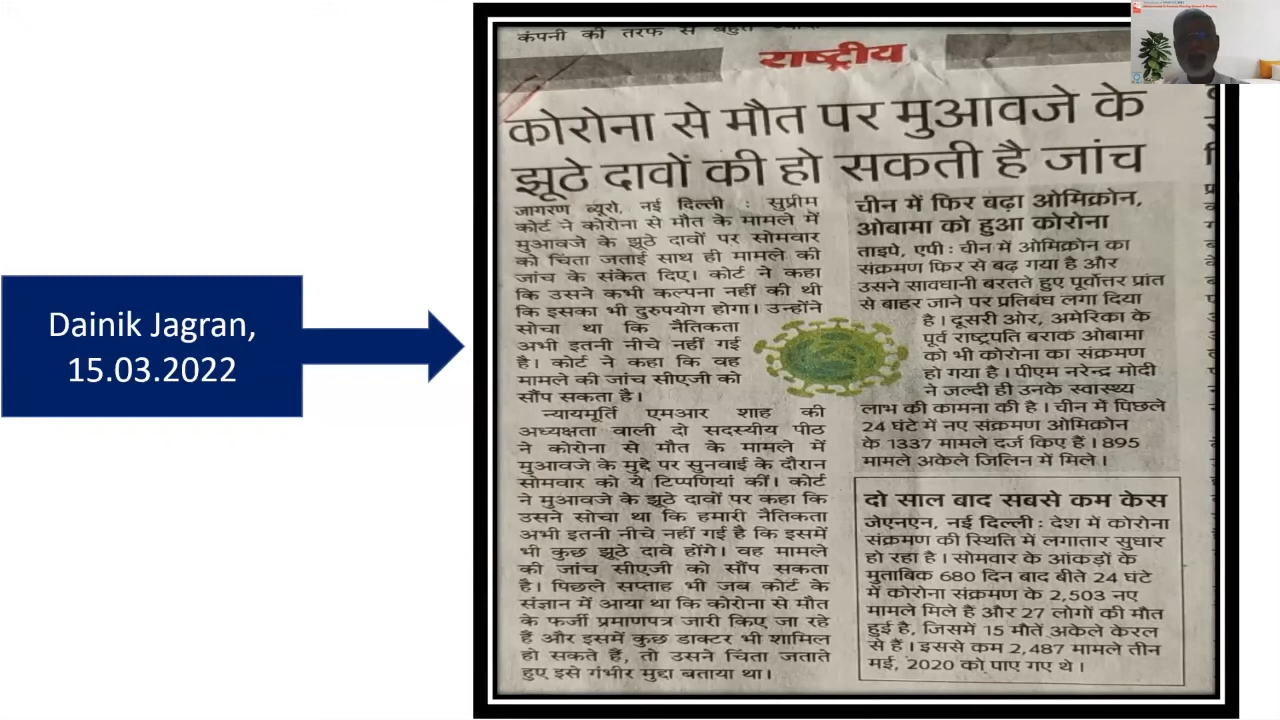 Dainik Jagran,
15.03.2022
कंपनी की तरफ से बहुत
राष्ट्रीय
कोरोना से मौत पर मुआवजे के
झूठे दावों की हो सकती है जांच
जागरण ब्यूरो, नई दिल्ली : सुप्रीम
कोर्ट ने कोरोना से मौत के मामले में
मुआवजे के झूठे दावों पर सोमवार
को चिंता जताई साथ ही मामले की
जांच के संकेत दिए। कोर्ट ने कहा
कि उसने कभी कल्पना नहीं की थी
कि इसका भी दुरुपयोग होगा। उन्होंने
सोचा था कि नैतिकता
अभी इतनी नीचे नहीं गई
है। कोर्ट ने कहा कि वह
मामले की जांच सीएजी को
सौंप सकता है।
न्यायमूर्ति एमआर शाह की
अध्यक्षता वाली दो सदस्यीय पीठ
ने कोरोना से मौत के मामले में
मुआवजे के मुद्दे पर सुनवाई के दौरान
सोमवार को ये टिप्पणियां कीं। कोर्ट
ने मुआवजे के झूठे दावों पर कहा कि
उसने सोचा था कि हमारी नैतिकता
अभी इतनी नीचे नहीं गई है कि इसमें
भी कुछ झूठे दावे होंगे। वह मामले
की जांच सीएजी को सौंप सकता
है। पिछले सप्ताह भी जब कोर्ट के
संज्ञान में आया था कि कोरोना से मौत
के फर्जी प्रमाणपत्र जारी किए जा रहे
हैं और इसमें कुछ डाक्टर भी शामिल
हो सकते हैं, तो उसने चिंता जताते
हुए इसे गंभीर मुद्दा बताया था।
चीन में फिर बढ़ा ओमिक्रोन,
ओबामा को हुआ कोरोना
ताइपे, एपी : चीन में ओमिक्रोन का
संक्रमण फिर से बढ़ गया है और
उसने सावधानी बरतते हुए पूर्वोत्तर प्रांत
से बाहर जाने पर प्रतिबंध लगा दिया
है। दूसरी ओर, अमेरिका के
पूर्व राष्ट्रपति बराक ओबामा
को भी कोरोना का संक्रमण
हो गया है। पीएम नरेन्द्र मोदी
ने जल्दी ही उनके स्वास्थ्य
लाभ की कामना की है। चीन में पिछले
24 घंटे में नए संक्रमण ओमिक्रोन
के 1337 मामले दर्ज किए हैं। 895
मामले अकेले जिलिन में मिले।
दो साल बाद सबसे कम केस
जेएनएन, नई दिल्ली : देश में कोरोना
संक्रमण की स्थिति में लगातार सुधार
हो रहा है। सोमवार के आंकड़ों के
मुताबिक 680 दिन बाद बीते 24 घंटे
में कोरोना संक्रमण के 2,503 नए
मामले मिले हैं और 27 लोगों की मौत
हुई है, जिसमें 15 मौतें अकेले केरल
से हैं। इससे कम 2,487 मामले तीन
मई, 2020 को पाए गए थे।